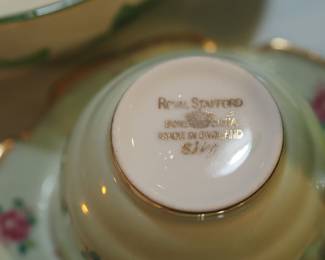 ROYAL STAFFORD
BONE CHINA
MADE IN ENGLAND